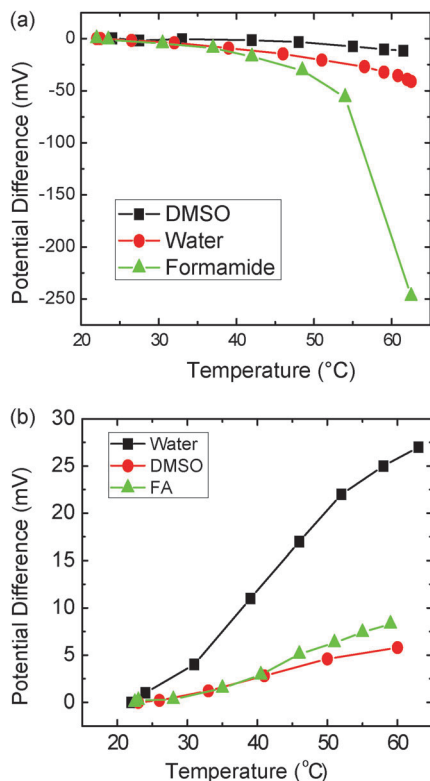 (a)
0
-50
-100
-150
-200
-250
Potential Difference (mV)
DMSO
Water
Formamide
20
30
40
50
60
Temperature (°C)
(b)
30
25
20
15
10
5
0
Potential Difference (mV)
Water
DMSO
FA
20
30
40
50
60
Temperature (°C)